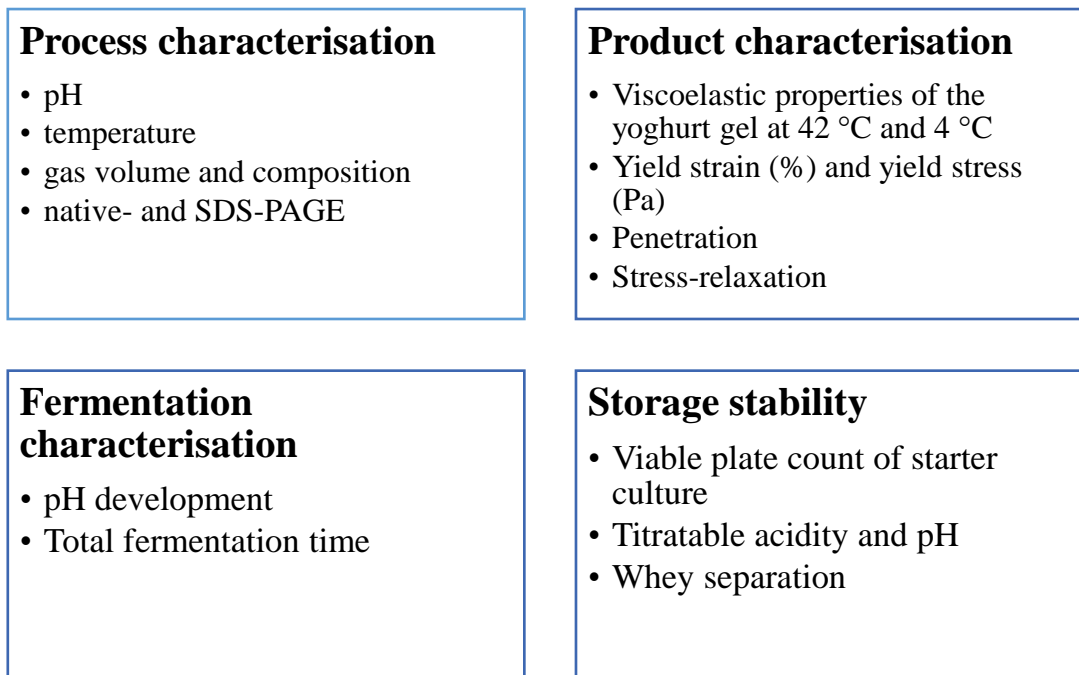 Process characterisation
• pH
• temperature
• gas volume and composition
• native- and SDS-PAGE
Product characterisation
• Viscoelastic properties of the
yoghurt gel at 42 °C and 4 °C
• Yield strain (%) and yield stress
(Pa)
• Penetration
• Stress-relaxation
Fermentation
characterisation
• pH development
• Total fermentation time
Storage stability
• Viable plate count of starter
culture
• Titratable acidity and pH
• Whey separation